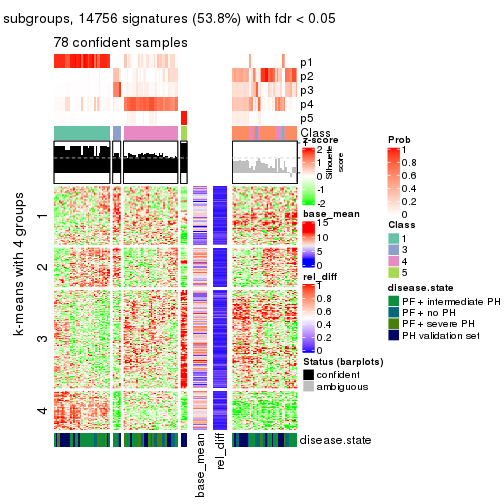 subgroups, 14756 signatures (53.8%) with fdr < 0.05
78 confident samples
p1
p2
p3
p4
p5
Class
1
Silhouette
score
k-means with 4 groups
1
2
3
4
base_mean
rel_diff
disease.state
z-score
2
1
0
-1
-2
base_mean
15
10
5
0
rel_diff
1
0.8
0.6
0.4
0.2
0
Status (barplots)
confident
ambiguous
Prob
1
0.8
0.6
0.4
0.2
0
Class
1
3
4
5
disease.state
PF+ intermediate PH
PF+ no PH
PF+ severe PH
PH validation set